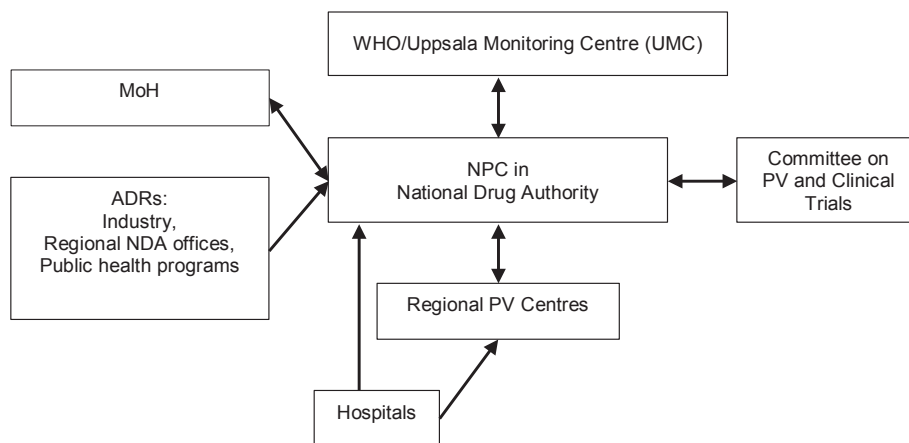 WHO/Uppsala Monitoring Centre (UMC)
MoH
NPC in
National Drug Authority
Committee on
PV and Clinical
Trials
ADRs:
Industry,
Regional NDA offices,
Public health programs
Regional PV Centres
Hospitals